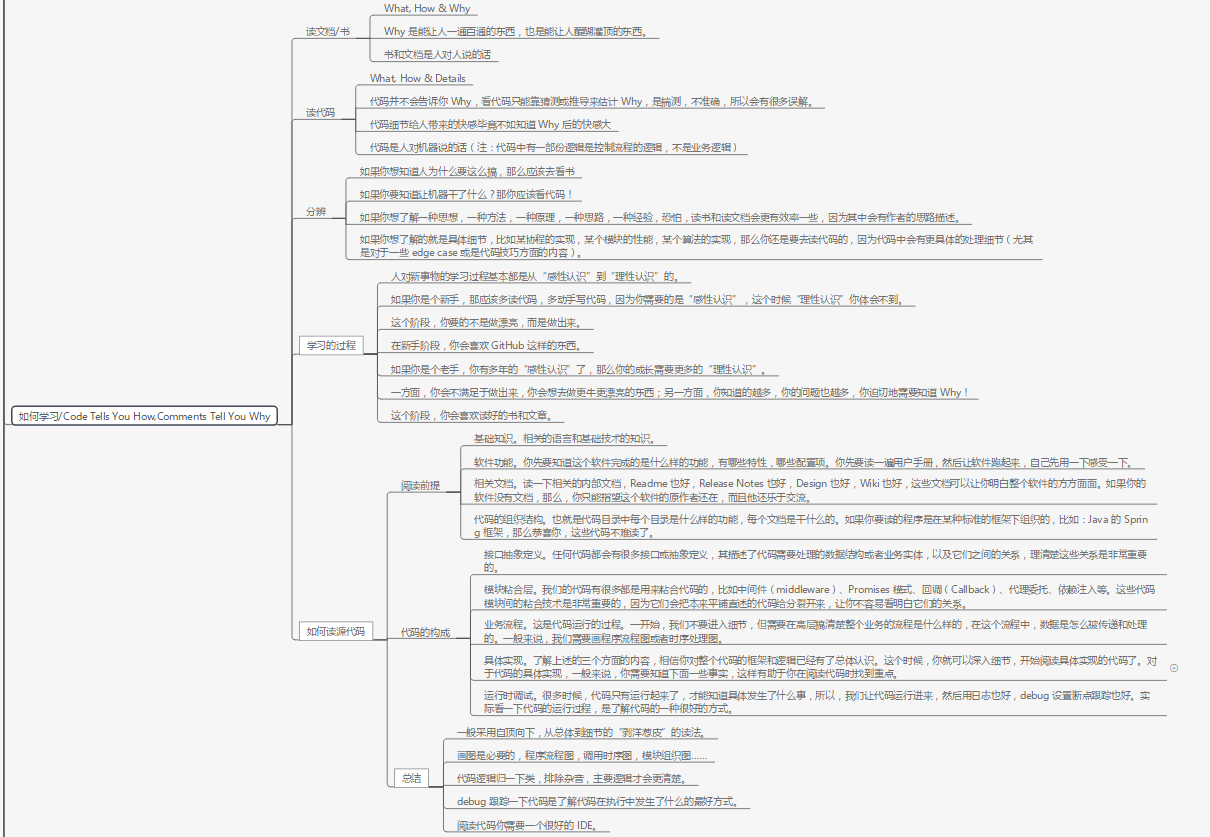 What, How & Why
读文档/书
Why 是能让人一通百通的东西，也是能让人醍醐灌顶的东西。
书和文档是人对人说的话
What, How & Details
代码并不会告诉你 Why，看代码只能靠猜测或推导来估计 Why，是揣测，不准确，所以会有很多误解。
读代码
代码细节给人带来的快感毕竟不如知道 Why 后的快感大
代码是人对机器说的话（注：代码中有一部份逻辑是控制流程的逻辑，不是业务逻辑）
如果你想知道人为什么要这么搞，那么应该去看书
如果你要知道让机器干了什么？那你应该看代码！
分辨
如果你想了解一种思想，一种方法，一种原理，一种思路，一种经验，恐怕，读书和读文档会更有效率一些，因为其中会有作者的思路描述。
如果你想了解的就是具体细节，比如某协程的实现，某个模块的性能，某个算法的实现，那么你还是要去读代码的，因为代码中会有更具体的处理细节（尤其
是对于一些 edge case 或是代码技巧方面的内容）。
人对新事物的学习过程基本都是从“感性认识”到“理性认识”的。
如果你是个新手，那应该多读代码，多动手写代码，因为你需要的是“感性认识”，这个时候“理性认识”你体会不到。
这个阶段，你要的不是做漂亮，而是做出来。
学习的过程
在新手阶段，你会喜欢 GitHub 这样的东西。
如果你是个老手，你有多年的“感性认识”了，那么你的成长需要更多的“理性认识”。
一方面，你会不满足于做出来，你会想去做更牛更漂亮的东西；另一方面，你知道的越多，你的问题也越多，你迫切地需要知道 Why！
这个阶段，你会喜欢读好的书和文章。
如何学习/Code Tells You How,Comments Tell You Why
基础知识。相关的语言和基础技术的知识。
软件功能。你先要知道这个软件完成的是什么样的功能，有哪些特性，哪些配置项。你先要读一遍用户手册，然后让软件跑起来，自己先用一下感受一下。
阅读前提
相关文档。读一下相关的内部文档，Readme 也好，Release Notes 也好，Design 也好，Wiki 也好，这些文档可以让你明白整个软件的方方面面。如果你的
软件没有文档，那么，你只能指望这个软件的原作者还在，而且他还乐于交流。
代码的组织结构。也就是代码目录中每个目录是什么样的功能，每个文档是干什么的。如果你要读的程序是在某种标准的框架下组织的，比如：Java 的 Sprin
g 框架，那么恭喜你，这些代码不难读了。
接口抽象定义。任何代码都会有很多接口或抽象定义，其描述了代码需要处理的数据结构或者业务实体，以及它们之间的关系，理清楚这些关系是非常重要
的。
模块粘合层。我们的代码有很多都是用来粘合代码的，比如中间件（middleware）、Promises 模式、回调（Callback）、代理委托、依赖注入等。这些代码
模块间的粘合技术是非常重要的，因为它们会把本来平铺直述的代码给分裂开来，让你不容易看明白它们的关系。
如何读源代码
代码的构成
业务流程。这是代码运行的过程。一开始，我们不要进入细节，但需要在高层搞清楚整个业务的流程是什么样的，在这个流程中，数据是怎么被传递和处理
的。一般来说，我们需要画程序流程图或者时序处理图。
具体实现。了解上述的三个方面的内容，相信你对整个代码的框架和逻辑已经有了总体认识。这个时候，你就可以深入细节，开始阅读具体实现的代码了。对
于代码的具体实现，一般来说，你需要知道下面一些事实，这样有助于你在阅读代码时找到重点。
运行时调试。很多时候，代码只有运行起来了，才能知道具体发生了什么事，所以，我们让代码运行进来，然后用日志也好，debug 设置断点跟踪也好。实
际看一下代码的运行过程，是了解代码的一种很好的方式。
一般采用自顶向下，从总体到细节的“剥洋葱皮”的读法。
画图是必要的，程序流程图，调用时序图，模块组织图……
总结
代码逻辑归一下类，排除杂音，主要逻辑才会更清楚。
debug 跟踪一下代码是了解代码在执行中发生了什么的最好方式。
阅读代码你需要一个很好的 IDE。